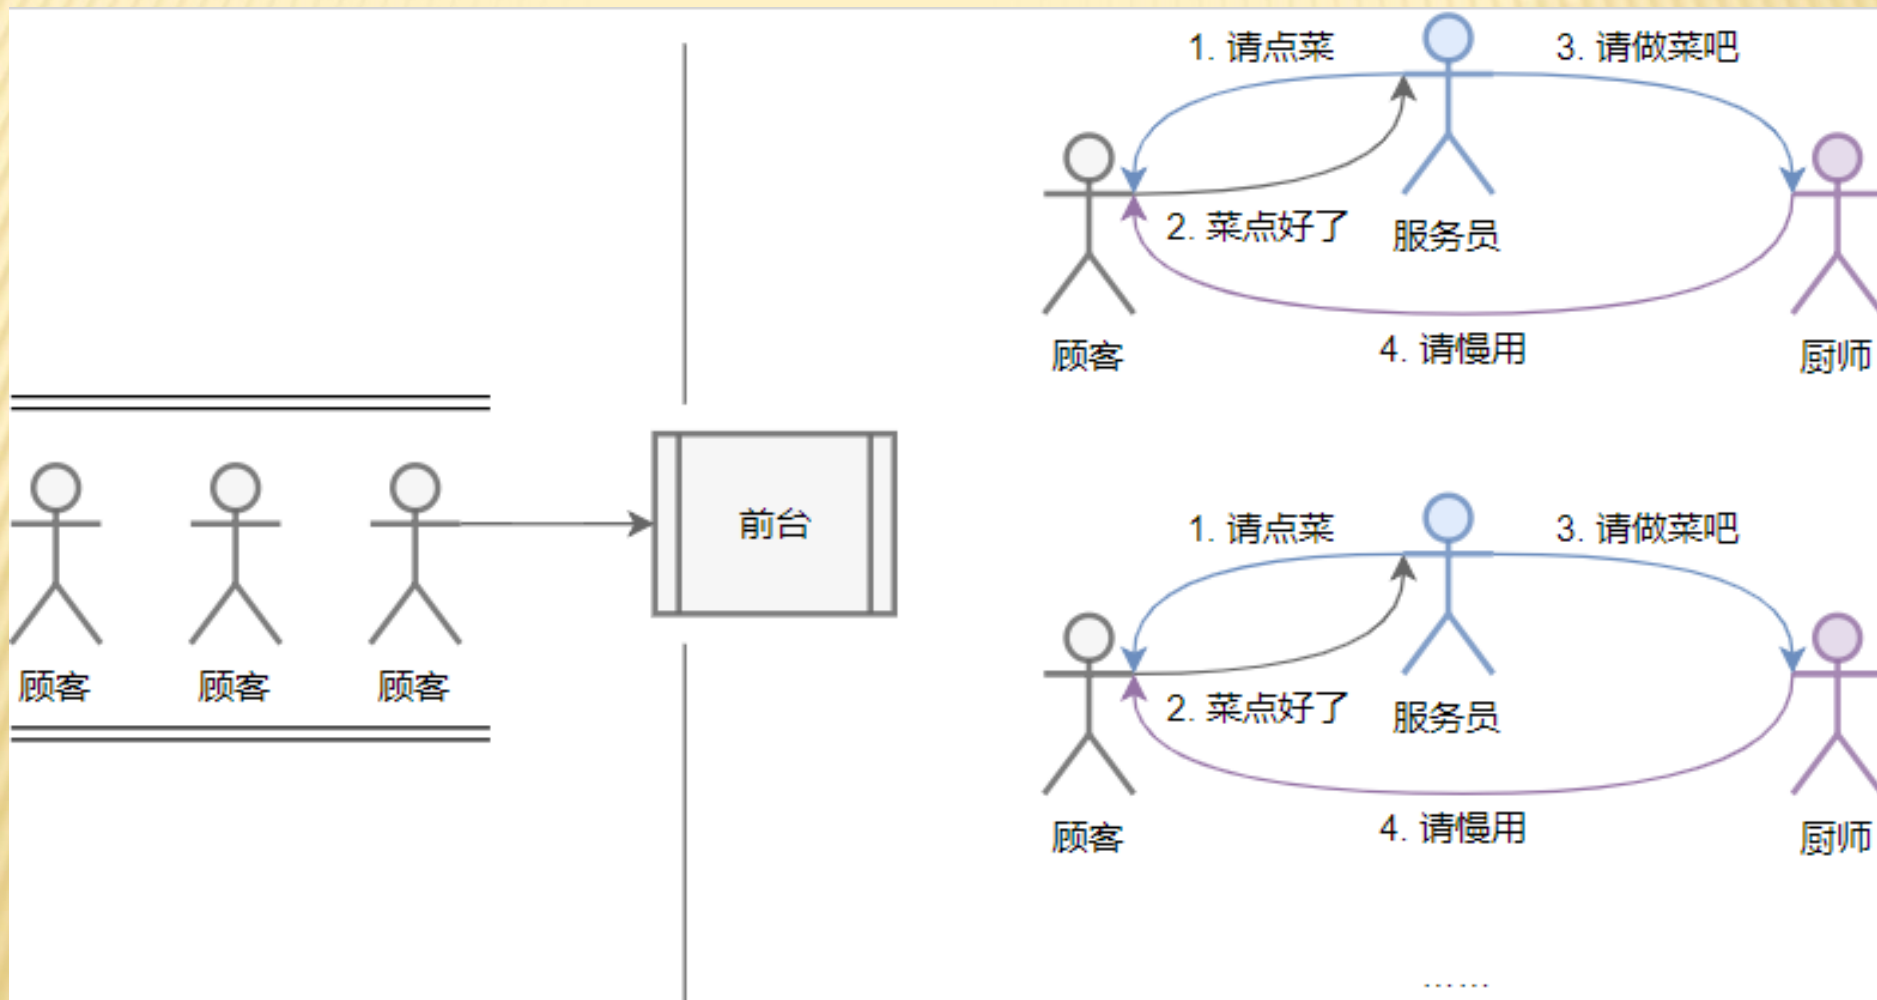 1. 请点菜
3. 请做菜吧
2. 菜点好了
服务员
顾客
4. 请慢用
厨师
前台
顾客
顾客
顾客
1. 请点菜
3. 请做菜吧
2. 菜点好了
服务员
顾客
4. 请慢用
厨师
……